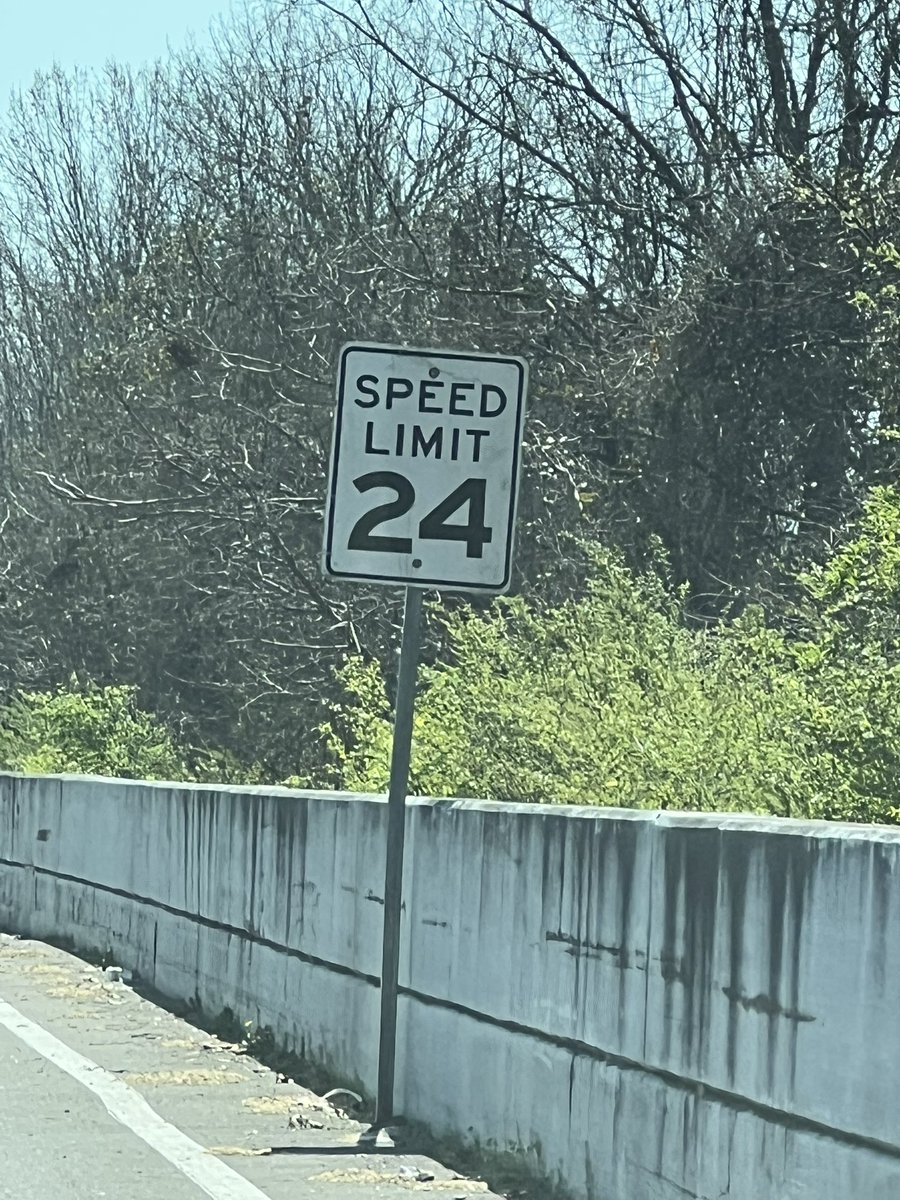 SPEED
LIMIT
24